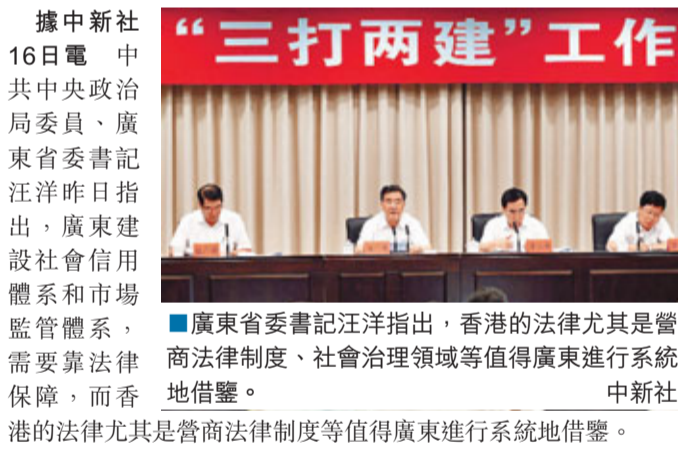 據中新社
16日電　中
共中央政治
局委員、廣
東省委書記
汪洋昨日指
出，廣東建
設社會信用
體系和市場
監管體系，
需要靠法律
保障，而香
港的法律尤其是營商法律制度等值得廣東進行系統地借鑒。
“三打两建”工作
■廣東省委書記汪洋指出，香港的法律尤其是營
商法律制度、社會治理領域等值得廣東進行系統
地借鑒。　中新社